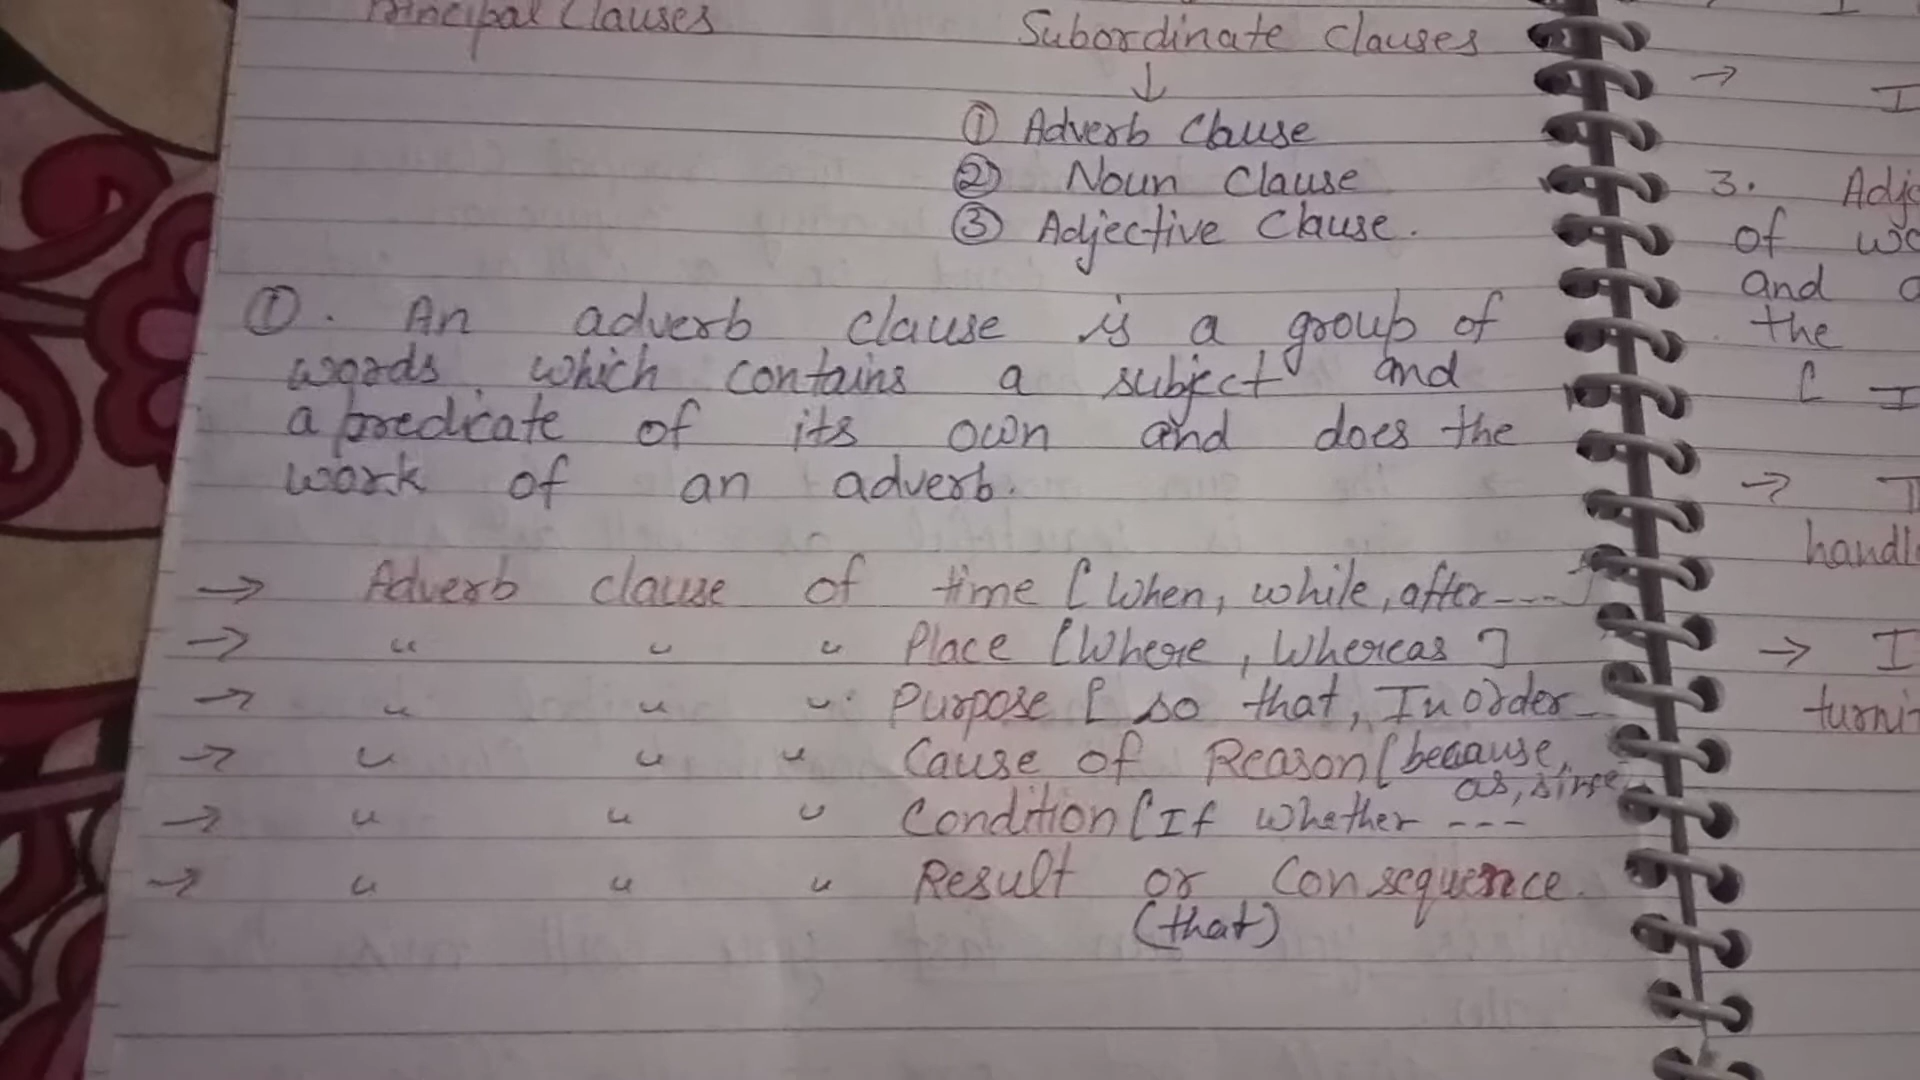 Principal Clauses Subordinate Clauses
↓
① Adverb Clause
② Noun Clause
③ Adjective Clause.
①. An adverb clause is a group of
words which contains a subject and
a predicate of its own and does the
work of an adverb.
→ Adverb clause of time [When, while, after----]
→ " " " Place [Where, Whereas]
→ " " " Purpose [so that, In order
→ " " " Cause of Reason [because,
as, since
→ " " " Condition [If whether ---
→ " " " Result or Consequence.
(that)
→ I
3. Adj
of wo
and a
the
[ I
→
handl
→ I
turni